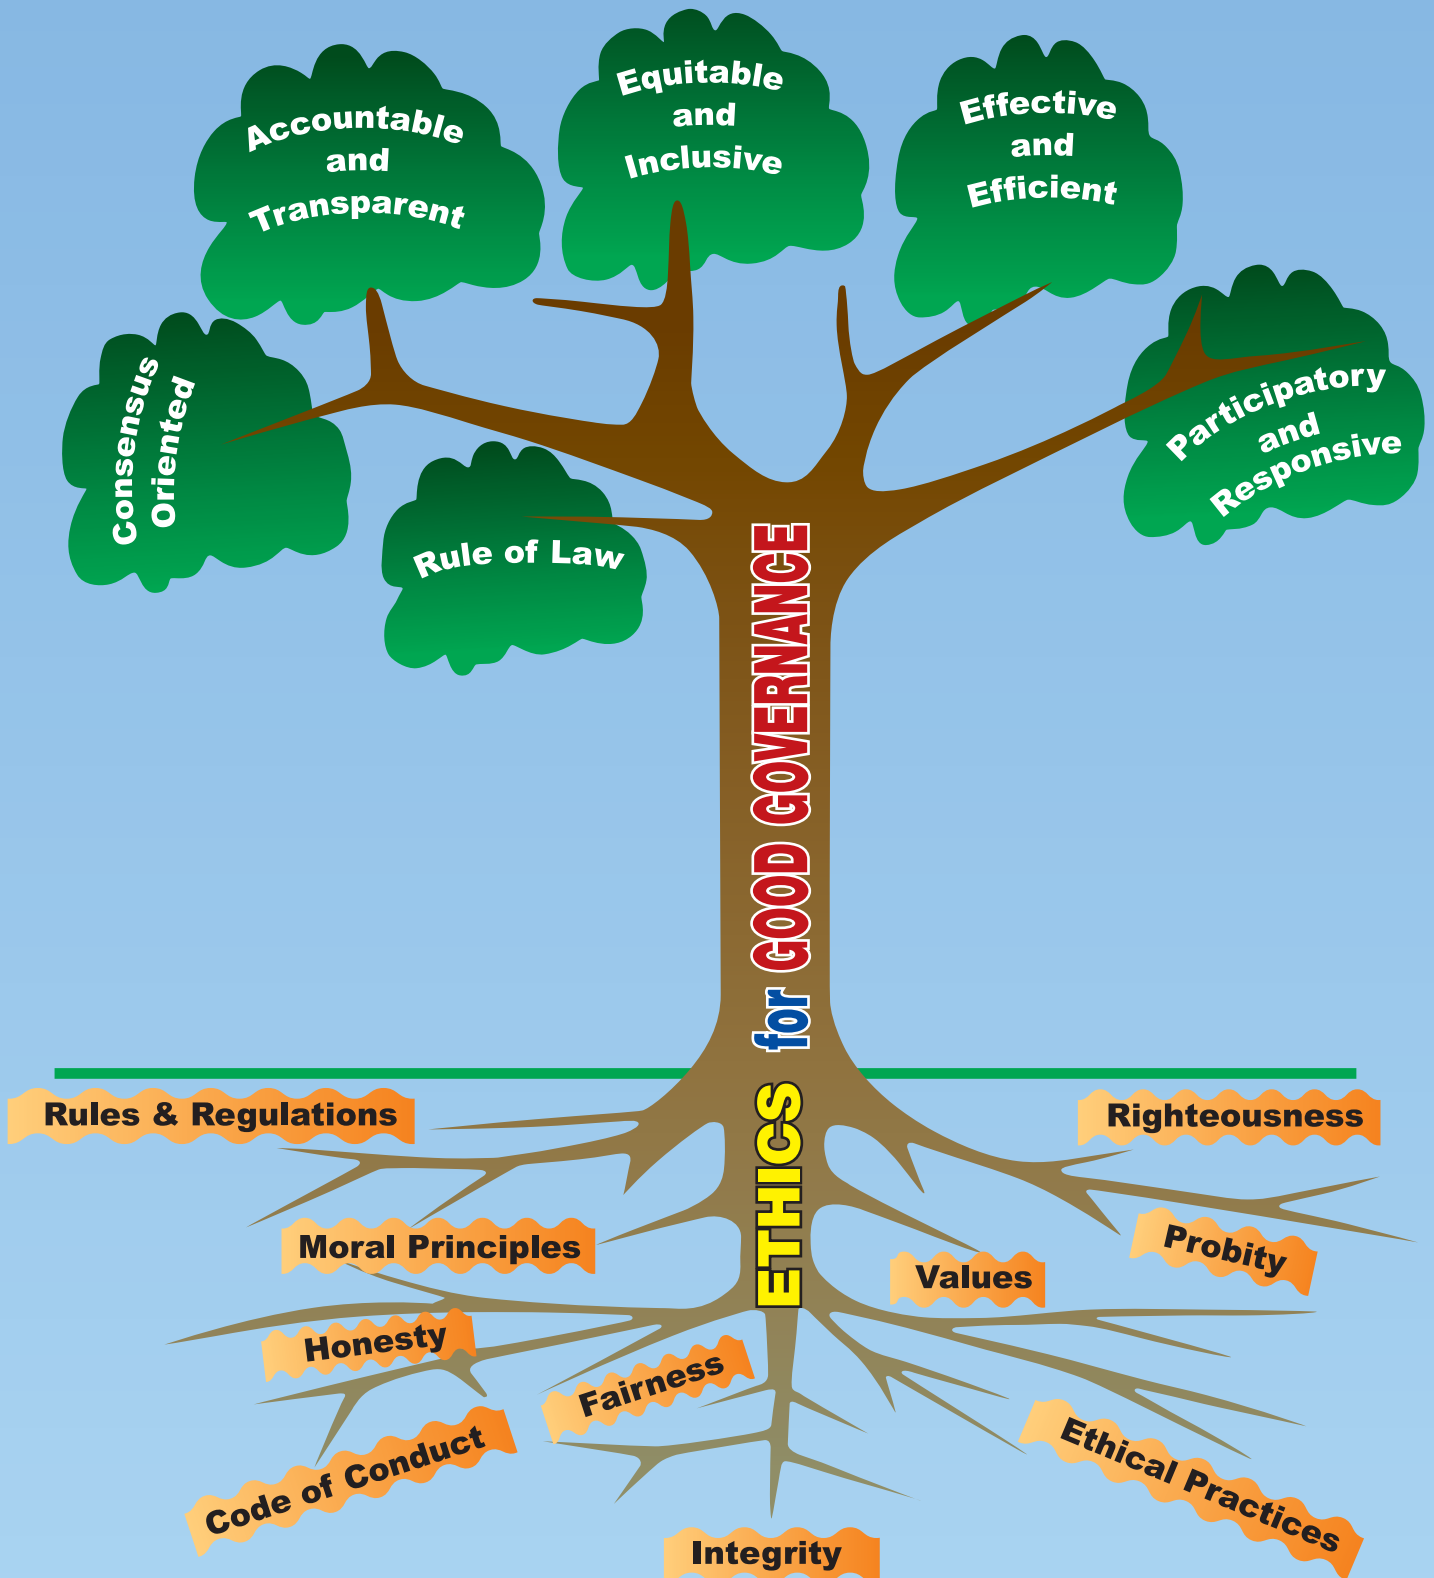 Equitable
and
Inclusive
Accountable
and
Transparent
Effective
and
Efficient
Consensus
Oriented
Participatory
and
Responsive
Rule of Law
ETHICS for GOOD GOVERNANCE
Rules & Regulations
Righteousness
Moral Principles
Probity
Values
Honesty
Fairness
Code of Conduct
Ethical Practices
Integrity